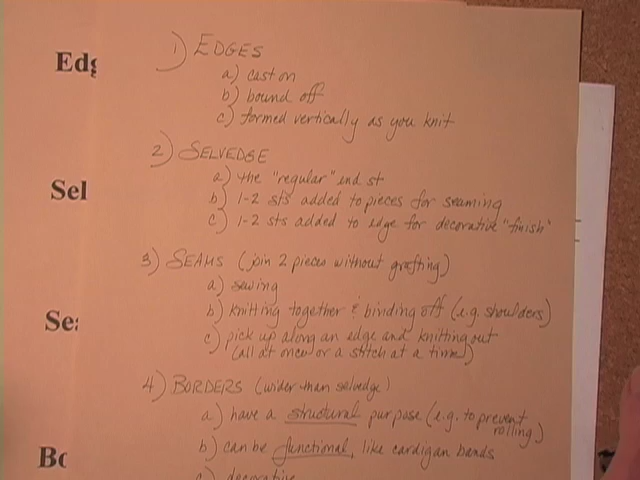 Edg
1) EDGES
a) cast on
b) bound off
c) formed vertically as you knit
Sel
2) SELVEDGE
a) the "regular" end st
b) 1-2 sts added to pieces for seaming
c) 1-2 sts added to edge for decorative "finish"
Sea
3) SEAMS (join 2 pieces without grafting)
a) sewing
b) knitting together & binding off (e.g. shoulders)
c) pick up along an edge and knitting out
(all at once or a stitch at a time)
Bo
4) BORDERS (wider than selvedge)
a) have a structural purpose (e.g. to prevent
rolling)
b) can be functional, like cardigan bands
c) decorative